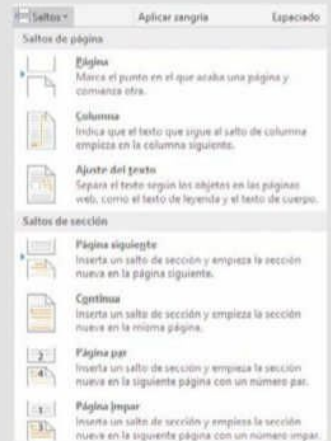 Saltos
Aplicar sangría
Espaciado
Saltos de página
Página
Marca el punto en el que acaba una página y
comienza otra.
Columna
Indica que el texto que sigue al salto de columna
empieza en la columna siguiente.
Ajuste del texto
Separa el texto según los objetos en las páginas
web, como el texto de leyenda y el texto de cuerpo.
Saltos de sección
Página siguiente
Inserta un salto de sección y empieza la sección
nueva en la página siguiente.
Continua
Inserta un salto de sección y empieza la sección
nueva en la misma página.
2
4
Página par
Inserta un salto de sección y empieza la sección
nueva en la siguiente página con un número par.
1
3
Página impar
Inserta un salto de sección y empieza la sección
nueva en la siguiente página con un número impar.